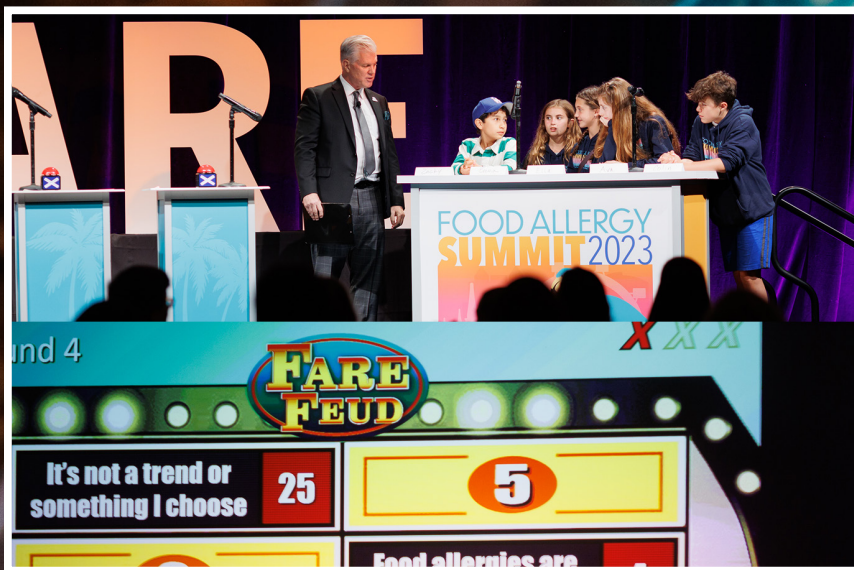 ARE
FOOD ALLERGY
SUMMIT 2023
und 4
X X X
FARE
FEUD
It's not a trend or
something I choose
25
5
Food allergies are